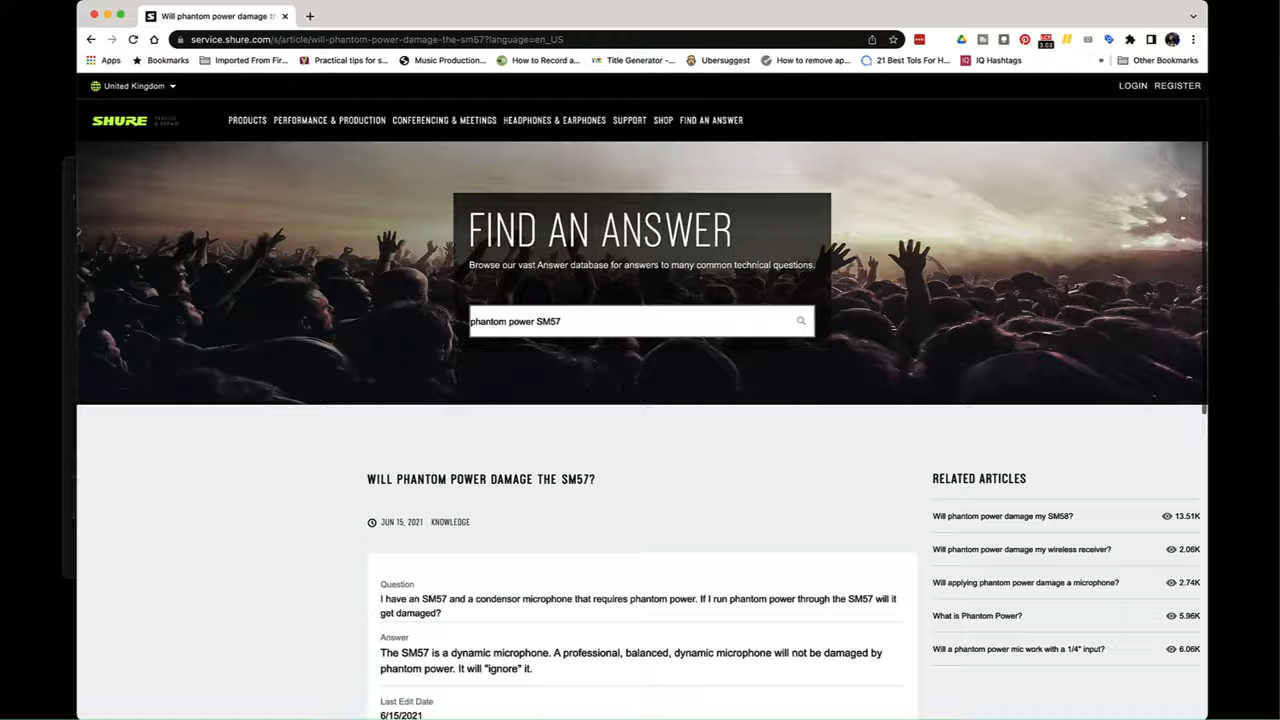 Will phantom power damage th
service.shure.com/s/article/will-phantom-power-damage-the-sm57?language=en_US
3.03
Apps
Bookmarks
Imported From Fir...
Practical tips for s...
Music Production...
How to Record a...
Title Generator -...
Ubersuggest
How to remove ap...
21 Best Tols For H...
IQ Hashtags
»
Other Bookmarks
United Kingdom
LOGIN REGISTER
SHURE SERVICE & REPAIR
PRODUCTS PERFORMANCE & PRODUCTION CONFERENCING & MEETINGS HEADPHONES & EARPHONES SUPPORT SHOP FIND AN ANSWER
FIND AN ANSWER
Browse our vast Answer database for answers to many common technical questions.
phantom power SM57
WILL PHANTOM POWER DAMAGE THE SM57?
JUN 15, 2021 KNOWLEDGE
Question
I have an SM57 and a condensor microphone that requires phantom power. If I run phantom power through the SM57 will it
get damaged?
Answer
The SM57 is a dynamic microphone. A professional, balanced, dynamic microphone will not be damaged by
phantom power. It will "ignore" it.
Last Edit Date
6/15/2021
RELATED ARTICLES
Will phantom power damage my SM58? 13.51K
Will phantom power damage my wireless receiver? 2.06K
Will applying phantom power damage a microphone? 2.74K
What is Phantom Power? 5.96K
Will a phantom power mic work with a 1/4" input? 6.06K